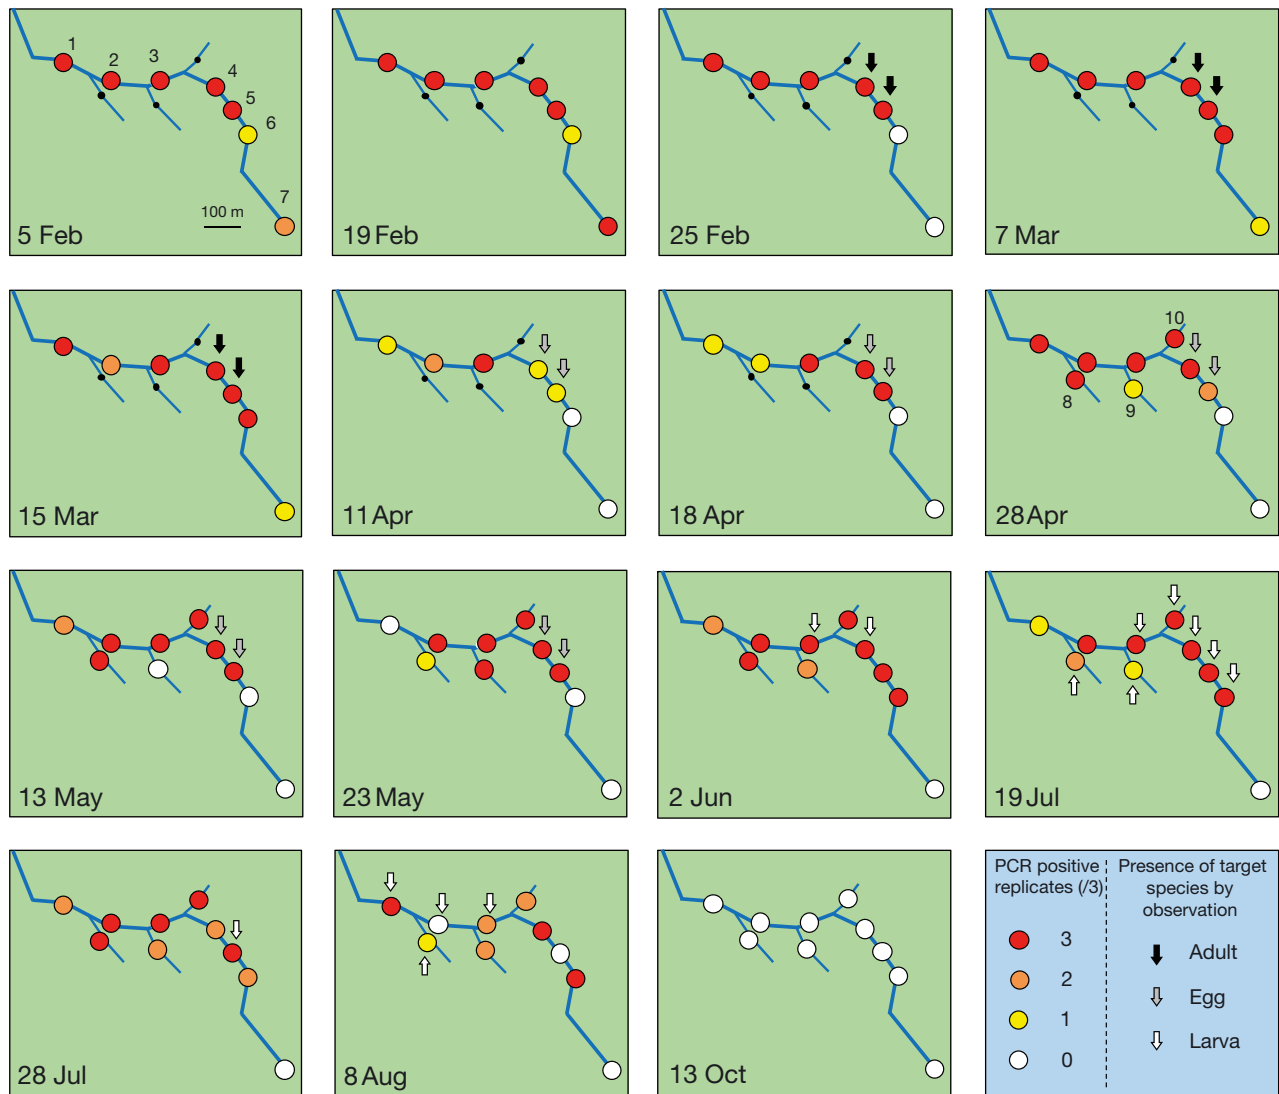 1
2
3
4
5
6
7
100 m
5 Feb
19 Feb
25 Feb
7 Mar
15 Mar
11 Apr
18 Apr
10
8
9
28 Apr
13 May
23 May
2 Jun
19 Jul
28 Jul
8 Aug
13 Oct
PCR positive
replicates (/3)
3
2
1
0
Presence of target
species by
observation
Adult
Egg
Larva